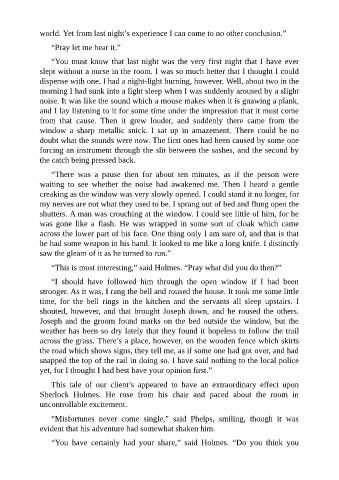 world. Yet from last night’s experience I can come to no other conclusion.”
“Pray let me hear it.”
“You must know that last night was the very first night that I have ever
slept without a nurse in the room. I was so much better that I thought I could
dispense with one. I had a night-light burning, however. Well, about two in the
morning I had sunk into a light sleep when I was suddenly aroused by a slight
noise. It was like the sound which a mouse makes when it is gnawing a plank,
and I lay listening to it for some time under the impression that it must come
from that cause. Then it grew louder, and suddenly there came from the
window a sharp metallic snick. I sat up in amazement. There could be no
doubt what the sounds were now. The first ones had been caused by some one
forcing an instrument through the slit between the sashes, and the second by
the catch being pressed back.
“There was a pause then for about ten minutes, as if the person were
waiting to see whether the noise had awakened me. Then I heard a gentle
creaking as the window was very slowly opened. I could stand it no longer, for
my nerves are not what they used to be. I sprang out of bed and flung open the
shutters. A man was crouching at the window. I could see little of him, for he
was gone like a flash. He was wrapped in some sort of cloak which came
across the lower part of his face. One thing only I am sure of, and that is that
he had some weapon in his hand. It looked to me like a long knife. I distinctly
saw the gleam of it as he turned to run.”
“This is most interesting,” said Holmes. “Pray what did you do then?”
“I should have followed him through the open window if I had been
stronger. As it was, I rang the bell and roused the house. It took me some little
time, for the bell rings in the kitchen and the servants all sleep upstairs. I
shouted, however, and that brought Joseph down, and he roused the others.
Joseph and the groom found marks on the bed outside the window, but the
weather has been so dry lately that they found it hopeless to follow the trail
across the grass. There’s a place, however, on the wooden fence which skirts
the road which shows signs, they tell me, as if some one had got over, and had
snapped the top of the rail in doing so. I have said nothing to the local police
yet, for I thought I had best have your opinion first.”
This tale of our client’s appeared to have an extraordinary effect upon
Sherlock Holmes. He rose from his chair and paced about the room in
uncontrollable excitement.
“Misfortunes never come single,” said Phelps, smiling, though it was
evident that his adventure had somewhat shaken him.
“You have certainly had your share,” said Holmes. “Do you think you